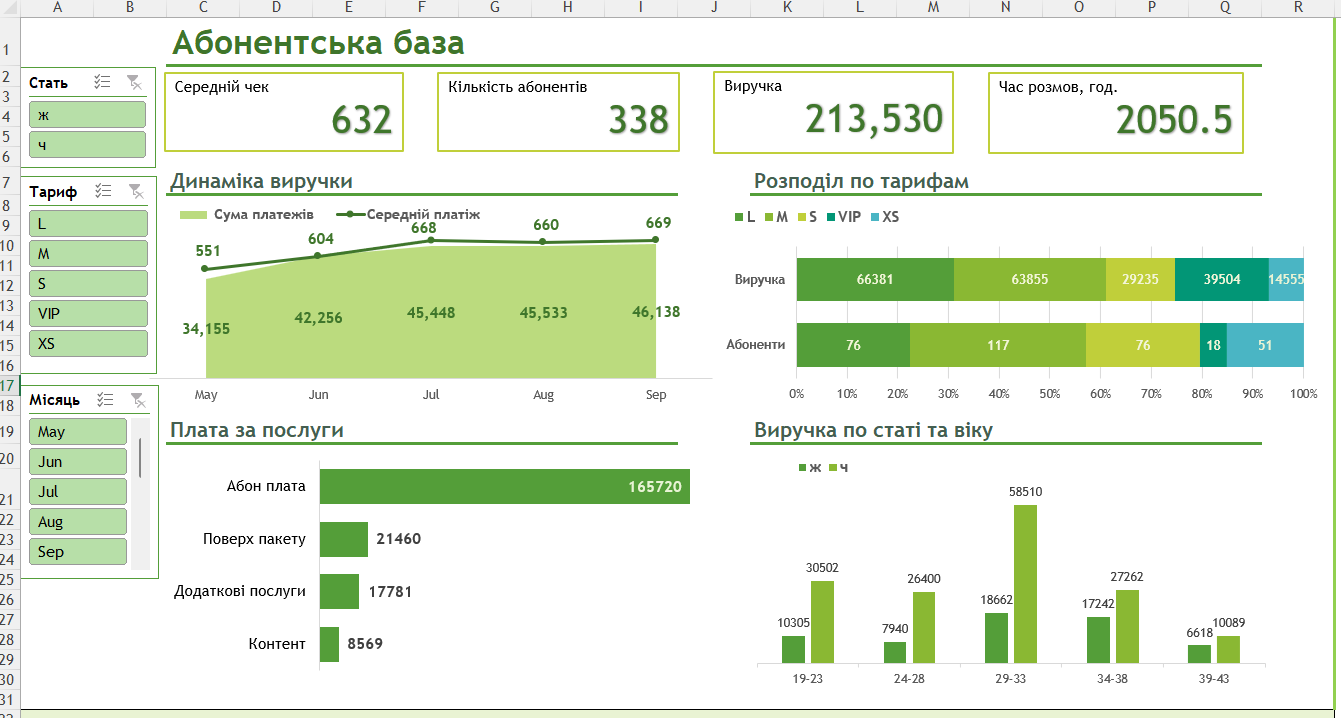 A B C D E F G H I J K L M N O P Q R
1 Абонентська база
2
3
4
5
6
Стать
ж
ч
Середній чек
632
Кількість абонентів
338
Виручка
213,530
Час розмов, год.
2050.5
7
8
9
10
11
12
13
14
15
16
17
18
19
20
21
22
23
24
25
26
27
28
29
30
31
Тариф
L
M
S
VIP
XS
Місяць
May
Jun
Jul
Aug
Sep
Динаміка виручки
Сума платежів Середній платіж
551 604 668 660 669
34,155 42,256 45,448 45,533 46,138
May Jun Jul Aug Sep
Розподіл по тарифам
L M S VIP XS
Виручка 66381 63855 29235 39504 14555
Абоненти 76 117 76 18 51
0% 10% 20% 30% 40% 50% 60% 70% 80% 90% 100%
Плата за послуги
Абон плата 165720
Поверх пакету 21460
Додаткові послуги 17781
Контент 8569
Виручка по статі та віку
ж ч
10305 30502 7940 26400 18662 58510 17242 27262 6618 10089
19-23 24-28 29-33 34-38 39-43